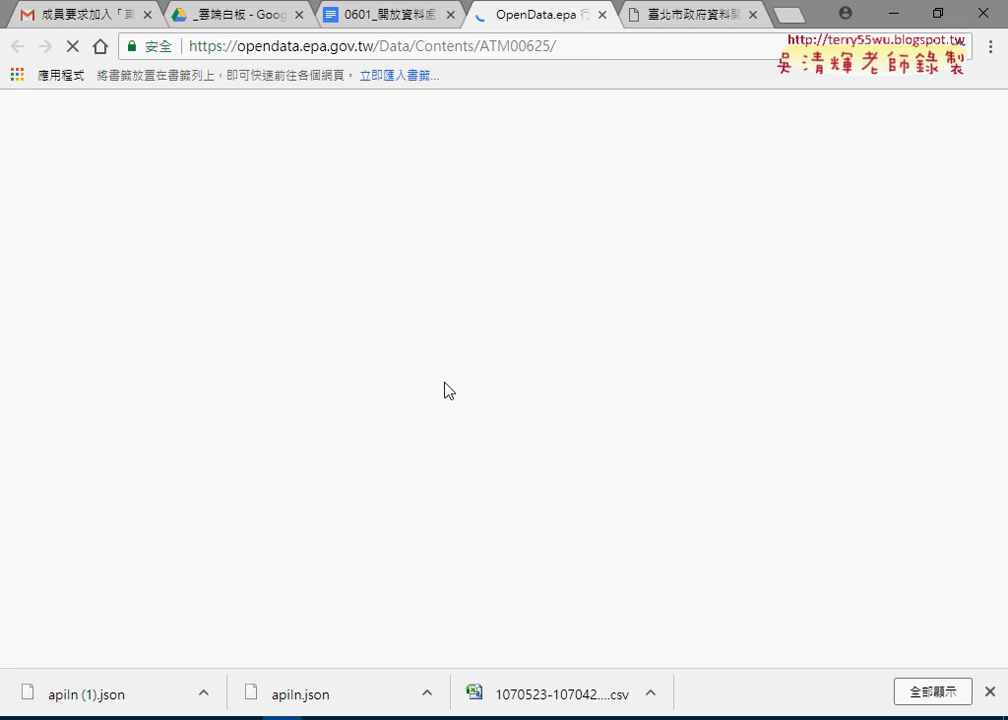 成員要求加入「
_雲端白板 - Goog
0601_開放資料處
OpenData.epa 行
臺北市政府資料開
安全
https://opendata.epa.gov.tw/Data/Contents/ATM00625/
http://terry55wu.blogspot.tw
吳清輝老師錄製
應用程式
將書籤放置在書籤列上，即可快速前往各個網頁。
立即匯入書籤...
apiIn (1).json
apiIn.json
1070523-107042....csv
全部顯示